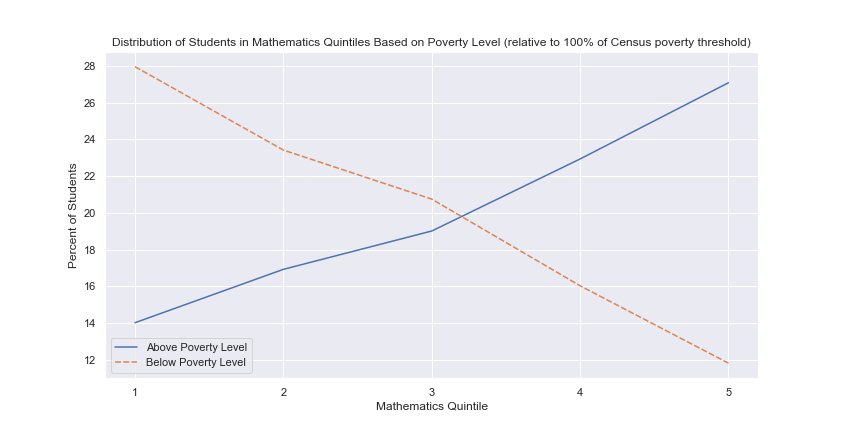 Distribution of Students in Mathematics Quintiles Based on Poverty Level (relative to 100% of Census poverty threshold)
Percent of Students
28
26
24
22
20
18
16
14
12
Above Poverty Level
Below Poverty Level
1 2 3 4 5
Mathematics Quintile